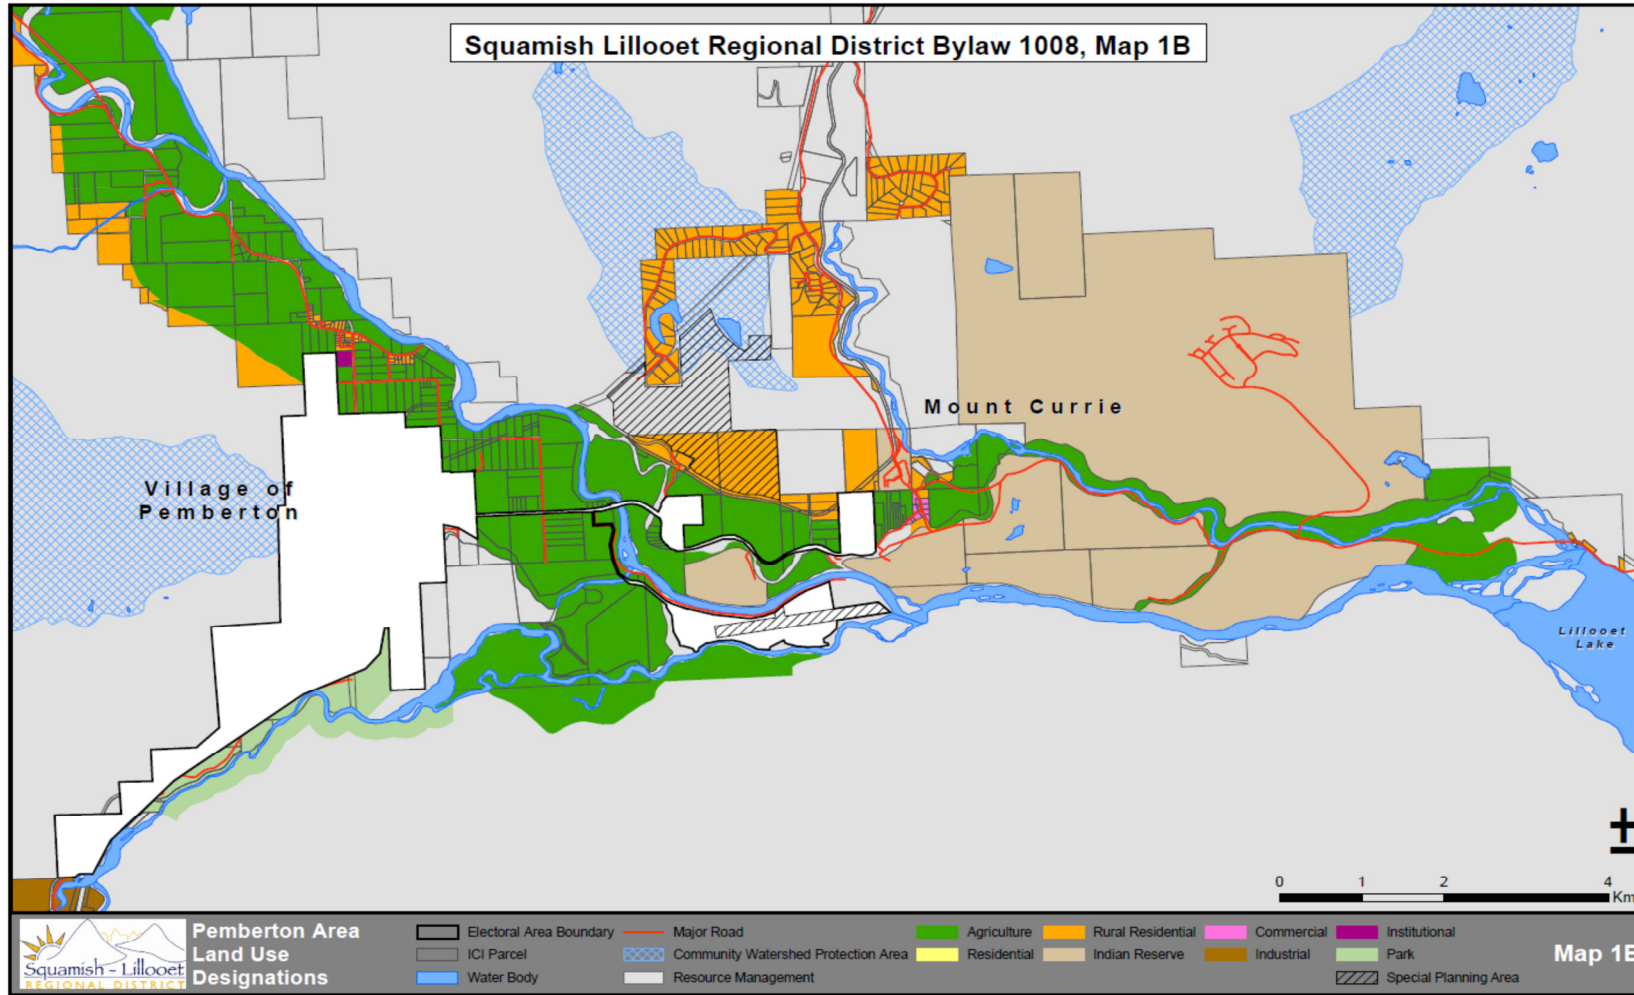 Squamish Lillooet Regional District Bylaw 1008, Map 1B
Mount Currie
Village of
Pemberton
Lillooet
Lake
0 1 2 4
Km
Squamish - Lillooet
REGIONAL DISTRICT
Pemberton Area
Land Use
Designations
Electoral Area Boundary
ICI Parcel
Water Body
Major Road
Community Watershed Protection Area
Resource Management
Agriculture
Residential
Rural Residential
Indian Reserve
Commercial
Industrial
Institutional
Park
Special Planning Area
Map 1B